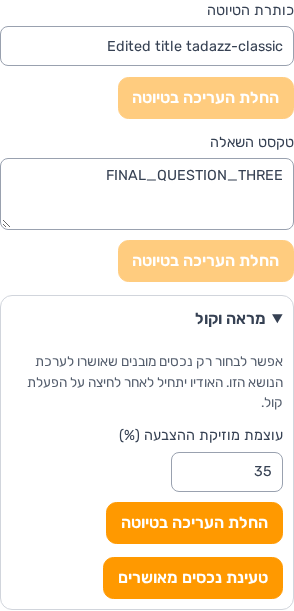 כותרת הטיוטה
Edited title tadazz-classic
החלת העריכה בטיוטה
טקסט השאלה
FINAL_QUESTION_THREE
החלת העריכה בטיוטה
▼ מראה וקול
אפשר לבחור רק נכסים מובנים שאושרו לערכת
הנושא הזו. האודיו יתחיל לאחר לחיצה על הפעלת
קול.
עוצמת מוזיקת ההצבעה (%)
35
החלת העריכה בטיוטה
טעינת נכסים מאושרים